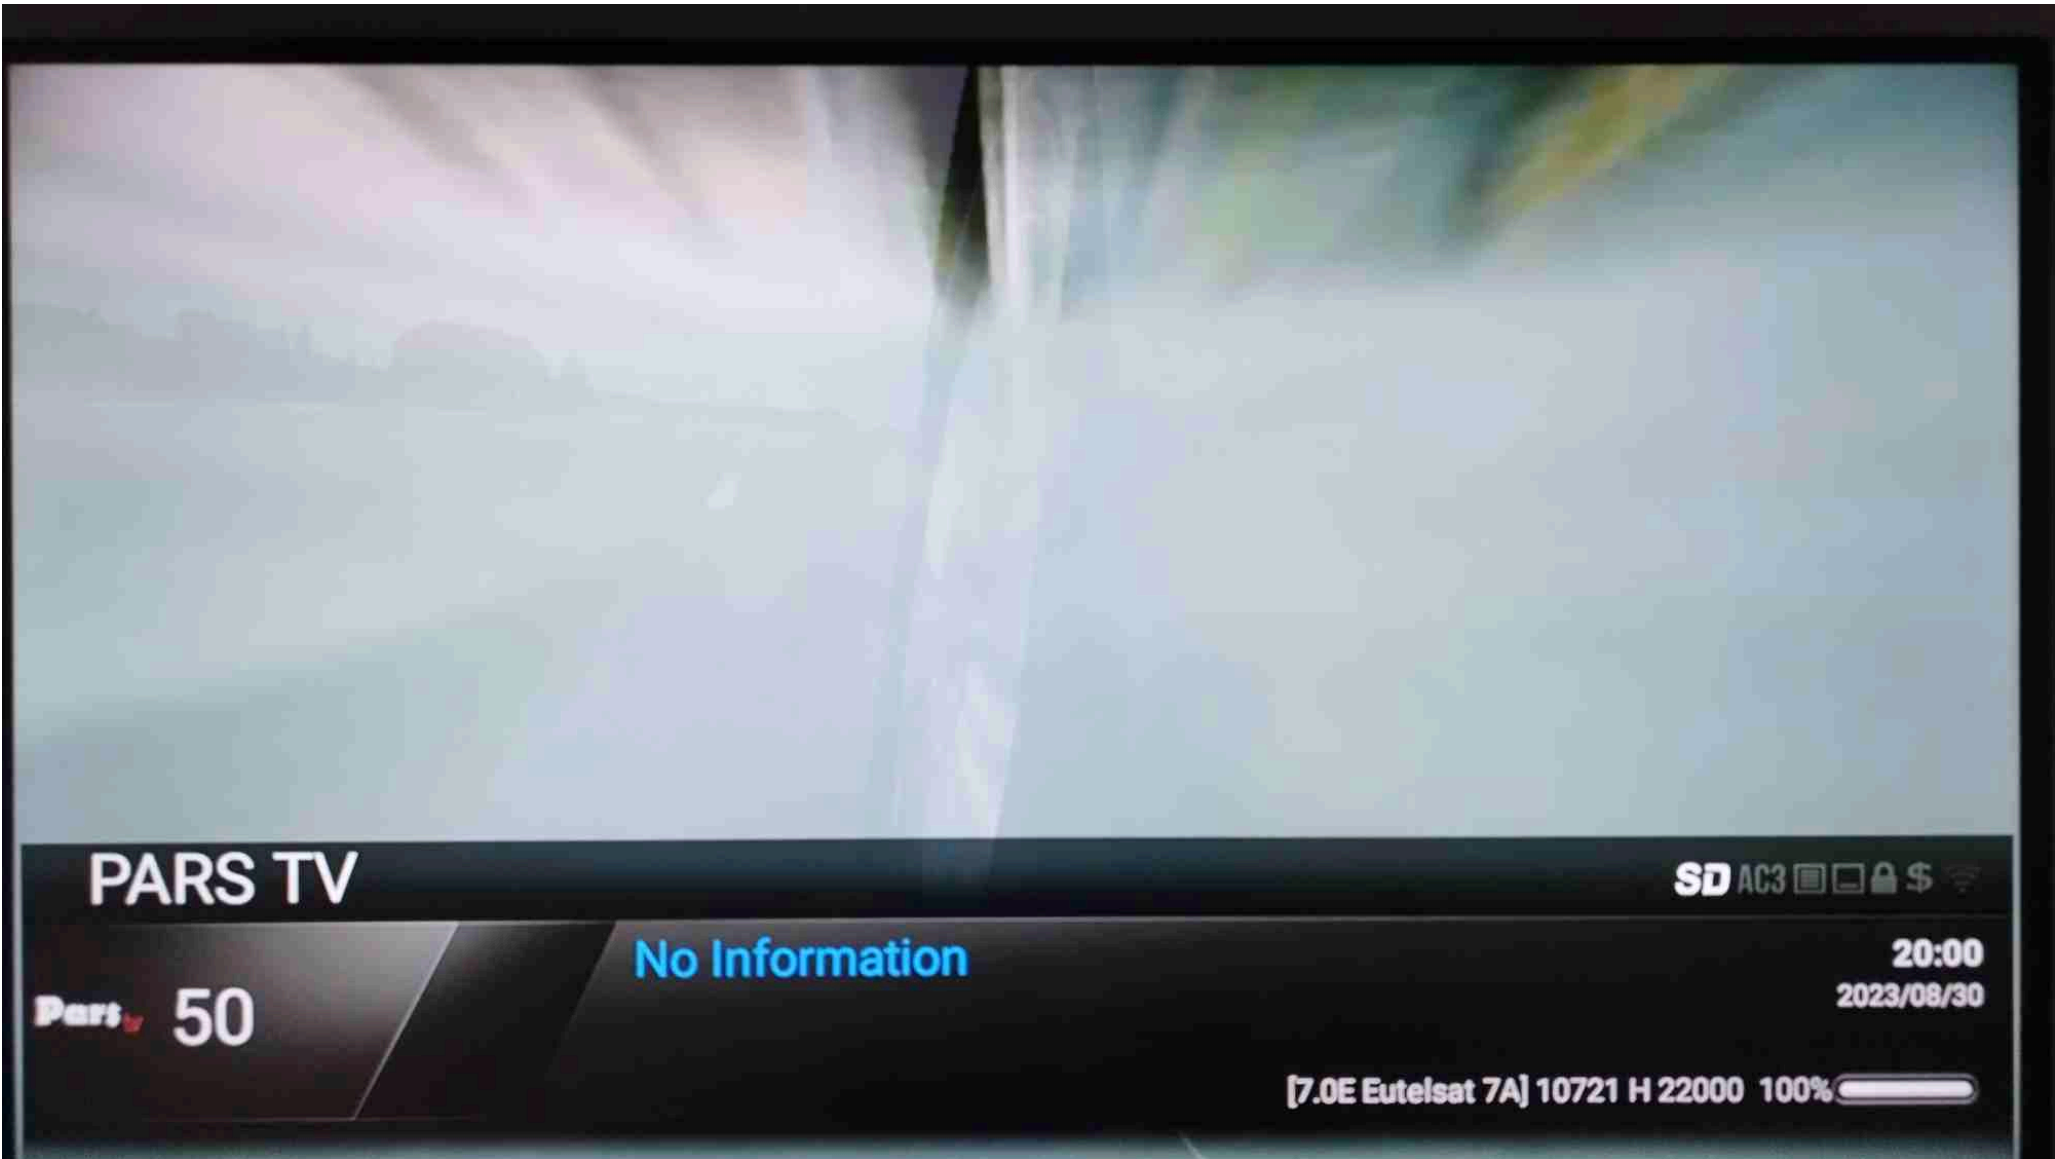 PARS TV
SD AC3 $
Pars tv 50
No Information
20:00
2023/08/30
[7.0E Eutelsat 7A] 10721 H 22000 100%